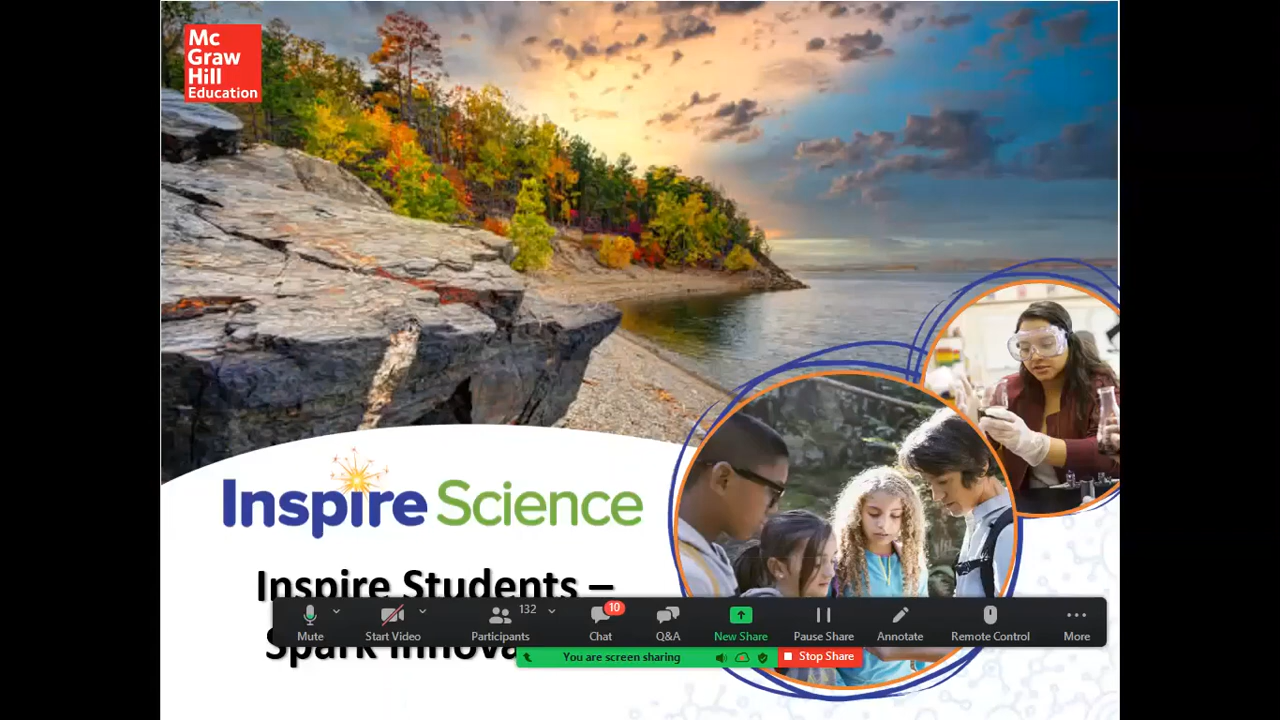 Mc
Graw
Hill
Education
Inspire Science
Inspire Students –
132
10
Mute
Start Video
Participants
Chat
Q&A
New Share
Pause Share
Annotate
Remote Control
More
Spark
You are screen sharing
Stop Share